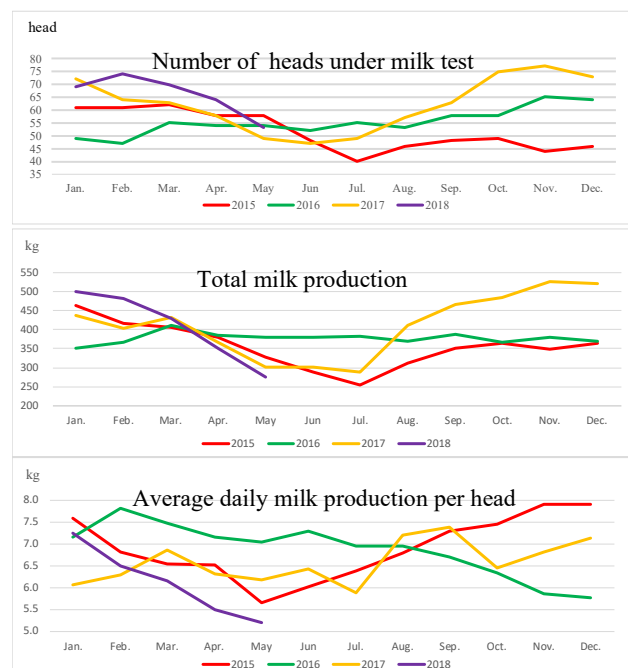 head
Number of heads under milk test
80
75
70
65
60
55
50
45
40
35
Jan. Feb. Mar. Apr. May Jun Jul. Aug. Sep. Oct. Nov. Dec.
2015 2016 2017 2018
kg
Total milk production
550
500
450
400
350
300
250
200
Jan. Feb. Mar. Apr. May Jun Jul. Aug. Sep. Oct. Nov. Dec.
2015 2016 2017 2018
kg
Average daily milk production per head
8.0
7.5
7.0
6.5
6.0
5.5
5.0
Jan. Feb. Mar. Apr. May Jun Jul. Aug. Sep. Oct. Nov. Dec.
2015 2016 2017 2018